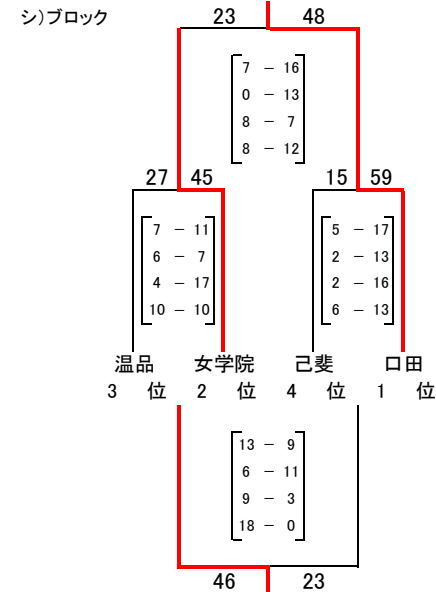 シ)ブロック 23 48
7 － 16
0 － 13
8 － 7
8 － 12
27 45 15 59
7 － 11 5 － 17
6 － 7 2 － 13
4 － 17 2 － 16
10 － 10 6 － 13
温品 女学院 己斐 口田
3 位 2 位 4 位 1 位
13 － 9
6 － 11
9 － 3
18 － 0
46 23